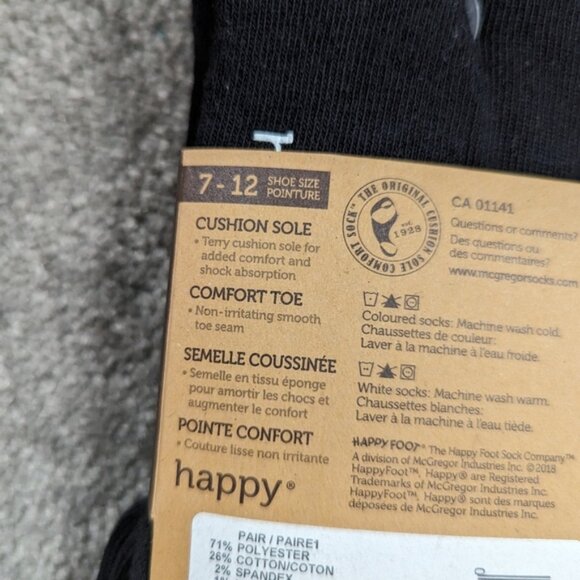 7 - 12 SHOE SIZE
POINTURE
CUSHION SOLE
• Terry cushion sole for
added comfort and
shock absorption
COMFORT TOE
• Non-irritating smooth
toe seam
SEMELLE COUSSINÉE
• Semelle en tissu éponge
pour amortir les chocs et
augmenter le confort
POINTE CONFORT
• Couture lisse non irritante
happy®
THE ORIGINAL CUSHION SOLE COMFORT SOCK™
est.
1928
CA 01141
Questions or comments?
Des questions ou
des commentaires?
www.mcgregorsocks.com
Coloured socks: Machine wash cold.
Chaussettes de couleur:
Laver à la machine à l'eau froide.
White socks: Machine wash warm.
Chaussettes blanches:
Laver à la machine à l'eau tiède.
HAPPY FOOT® The Happy Foot Sock Company™
A division of McGregor Industries Inc. © 2018
HappyFoot™, Happy® are Registered
Trademarks of McGregor Industries Inc.
HappyFoot™, Happy® sont des marques
déposées de McGregor Industries Inc.
PAIR / PAIRE1
71% POLYESTER
26% COTTON/COTON
2% SPANDEX